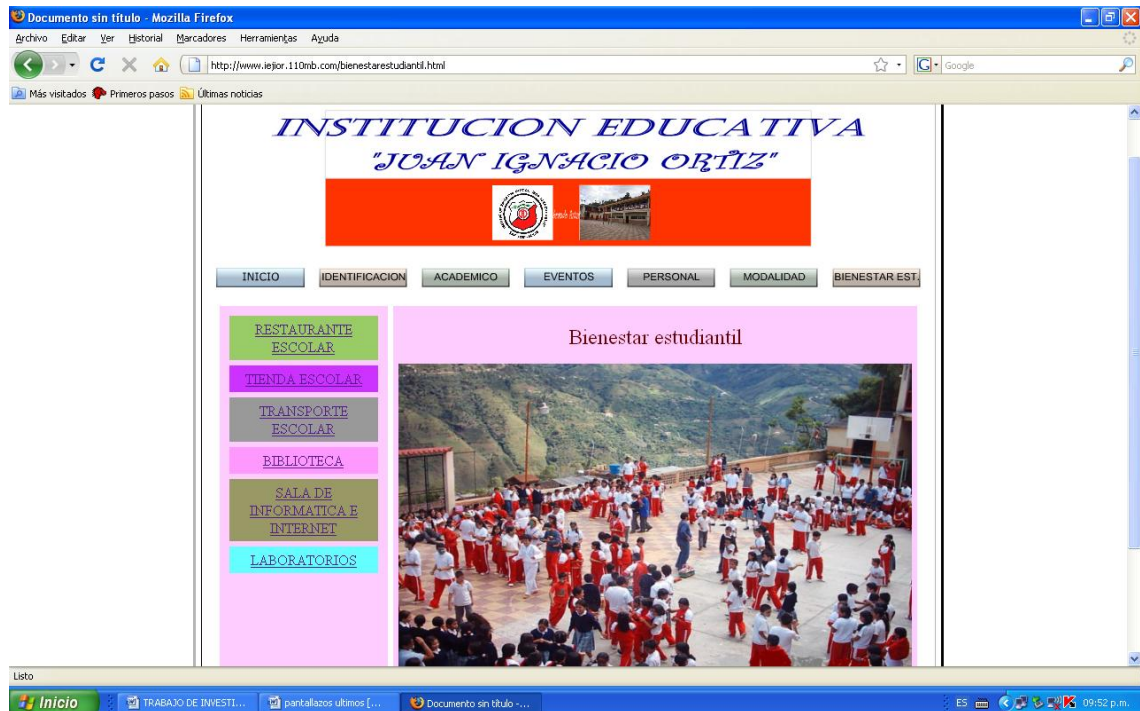 Documento sin título - Mozilla Firefox
Archivo Editar Ver Historial Marcadores Herramientas Ayuda
http://www.iejior.110mb.com/bienestarestudiantil.html
G Google
Más visitados Primeros pasos Últimas noticias
INSTITUCION EDUCATIVA
"JUAN IGNACIO ORTIZ"
INICIO IDENTIFICACION ACADEMICO EVENTOS PERSONAL MODALIDAD BIENESTAR EST.
RESTAURANTE
ESCOLAR
TIENDA ESCOLAR
TRANSPORTE
ESCOLAR
BIBLIOTECA
SALA DE
INFORMATICA E
INTERNET
LABORATORIOS
Bienestar estudiantil
Listo
Inicio TRABAJO DE INVESTI... pantallazos ultimos [... Documento sin título -... ES 09:52 p.m.